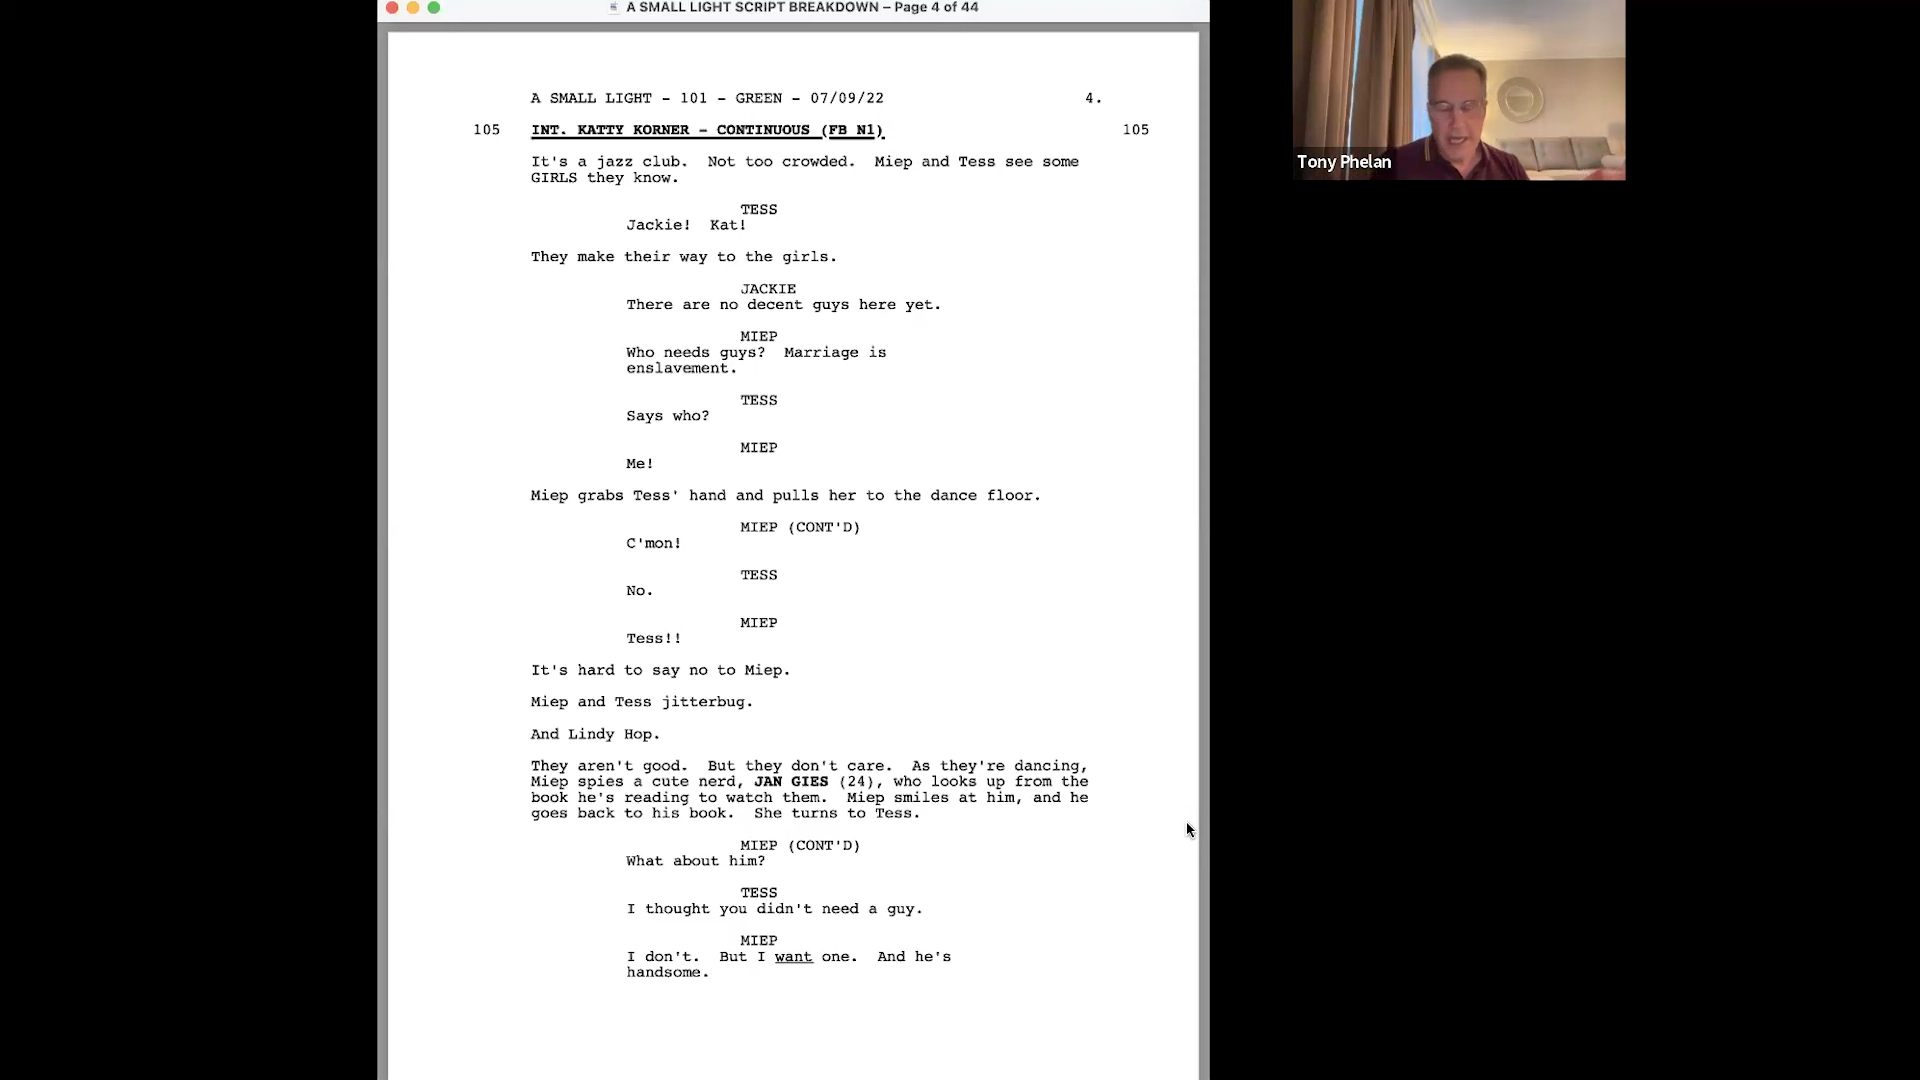 A SMALL LIGHT SCRIPT BREAKDOWN – Page 4 of 44
A SMALL LIGHT - 101 - GREEN - 07/09/22 4.
105 INT. KATTY KORNER - CONTINUOUS (FB N1) 105
It's a jazz club. Not too crowded. Miep and Tess see some
GIRLS they know.
TESS
Jackie! Kat!
They make their way to the girls.
JACKIE
There are no decent guys here yet.
MIEP
Who needs guys? Marriage is
enslavement.
TESS
Says who?
MIEP
Me!
Miep grabs Tess' hand and pulls her to the dance floor.
MIEP (CONT'D)
C'mon!
TESS
No.
MIEP
Tess!!
It's hard to say no to Miep.
Miep and Tess jitterbug.
And Lindy Hop.
They aren't good. But they don't care. As they're dancing,
Miep spies a cute nerd, JAN GIES (24), who looks up from the
book he's reading to watch them. Miep smiles at him, and he
goes back to his book. She turns to Tess.
MIEP (CONT'D)
What about him?
TESS
I thought you didn't need a guy.
MIEP
I don't. But I want one. And he's
handsome.
Tony Phelan